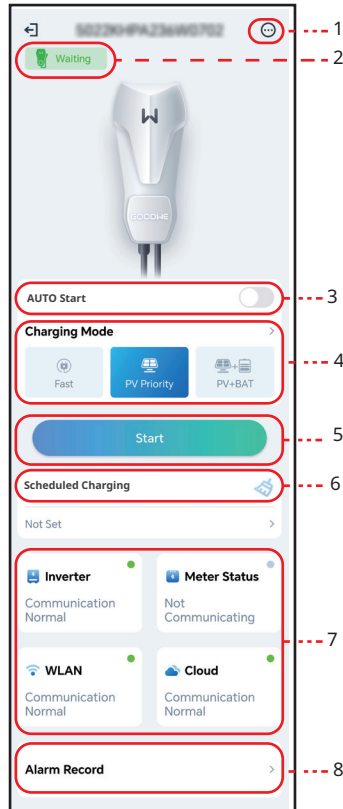 1
Waiting
2
GOODWE
AUTO Start
3
Charging Mode
Fast
PV Priority
PV+BAT
4
Start
5
Scheduled Charging
6
Not Set
Inverter
Communication
Normal
Meter Status
Not
Communicating
7
WLAN
Communication
Normal
Cloud
Communication
Normal
Alarm Record
8